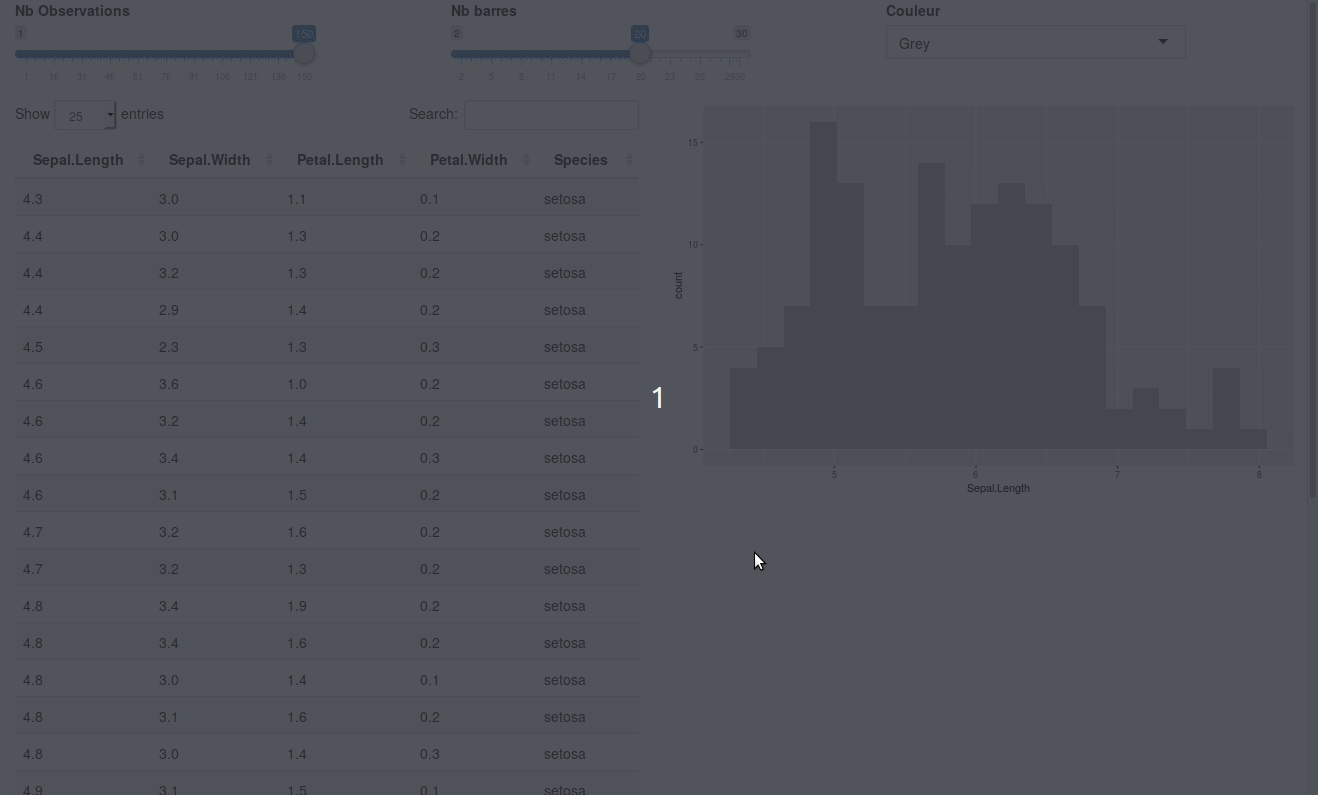 Nb Observations
1 150
1 16 31 46 61 76 91 106 121 136 150
Nb barres
2 20 30
2 5 8 11 14 17 20 23 26 2930
Couleur
Grey
Show 25 entries
Search:
Sepal.Length Sepal.Width Petal.Length Petal.Width Species
4.3 3.0 1.1 0.1 setosa
4.4 3.0 1.3 0.2 setosa
4.4 3.2 1.3 0.2 setosa
4.4 2.9 1.4 0.2 setosa
4.5 2.3 1.3 0.3 setosa
4.6 3.6 1.0 0.2 setosa
4.6 3.2 1.4 0.2 setosa
4.6 3.4 1.4 0.3 setosa
4.6 3.1 1.5 0.2 setosa
4.7 3.2 1.6 0.2 setosa
4.7 3.2 1.3 0.2 setosa
4.8 3.4 1.9 0.2 setosa
4.8 3.4 1.6 0.2 setosa
4.8 3.0 1.4 0.1 setosa
4.8 3.1 1.6 0.2 setosa
4.8 3.0 1.4 0.3 setosa
4.9 3.1 1.5 0.1 setosa
1
count
15
10
5
0
5 6 7 8
Sepal.Length